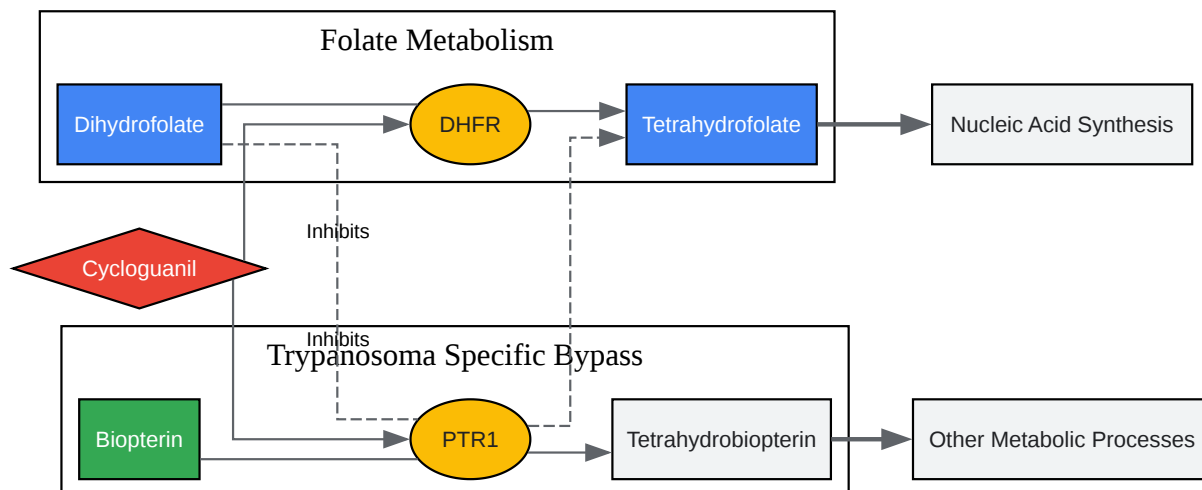 Folate Metabolism
Dihydrofolate
DHFR
Tetrahydrofolate
Nucleic Acid Synthesis
Inhibits
Cycloguanil
Inhibits
Trypanosoma Specific Bypass
Biopterin
PTR1
Tetrahydrobiopterin
Other Metabolic Processes